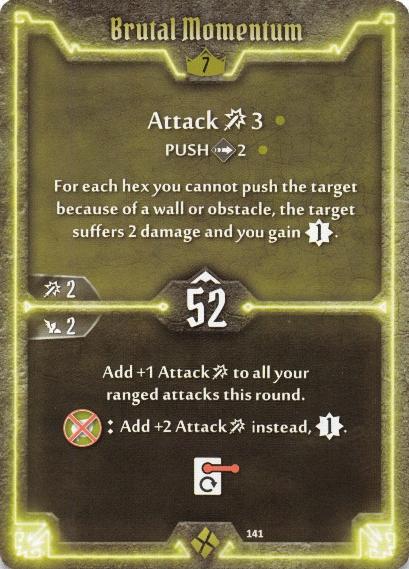 Brutal Momentum
7
Attack 3
PUSH 2
For each hex you cannot push the target
because of a wall or obstacle, the target
suffers 2 damage and you gain 1.
2
52
2
Add +1 Attack to all your
ranged attacks this round.
: Add +2 Attack instead, 1.
141